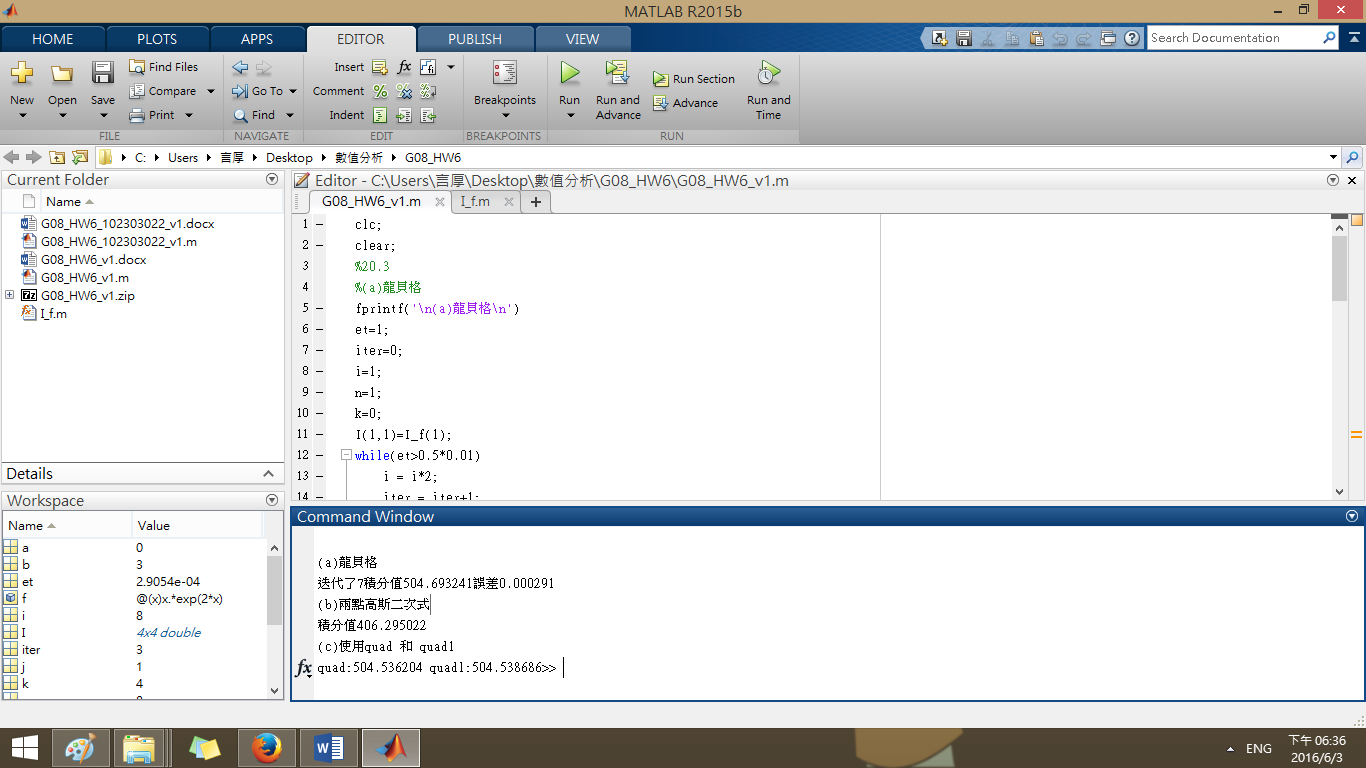 MATLAB R2015b
HOME PLOTS APPS EDITOR PUBLISH VIEW
Search Documentation
New Open Save Find Files Compare Print
FILE
Go To Find
NAVIGATE
Insert fx
Comment
Indent
EDIT
Breakpoints
BREAKPOINTS
Run Run and Advance Run Section Advance Run and Time
RUN
C: Users 言厚 Desktop 數值分析 G08_HW6
Current Folder
Name
G08_HW6_102303022_v1.docx
G08_HW6_102303022_v1.m
G08_HW6_v1.docx
G08_HW6_v1.m
G08_HW6_v1.zip
I_f.m
Details
Workspace
Name Value
a 0
b 3
et 2.9054e-04
f @(x)x.*exp(2*x)
i 8
I 4x4 double
iter 3
j 1
k 4
Editor - C:\Users\言厚\Desktop\數值分析\G08_HW6\G08_HW6_v1.m
G08_HW6_v1.m I_f.m
1 clc;
2 clear;
3 %20.3
4 %(a)龍貝格
5 fprintf('\n(a)龍貝格\n')
6 et=1;
7 iter=0;
8 i=1;
9 n=1;
10 k=0;
11 I(1,1)=I_f(1);
12 while(et>0.5*0.01)
13 i = i*2;
14 iter = iter+1;
Command Window
(a)龍貝格
迭代了7積分值504.693241誤差0.000291
(b)兩點高斯二次式
積分值406.295022
(c)使用quad 和 quadl
fx quad:504.536204 quadl:504.538686>>
ENG
下午 06:36
2016/6/3